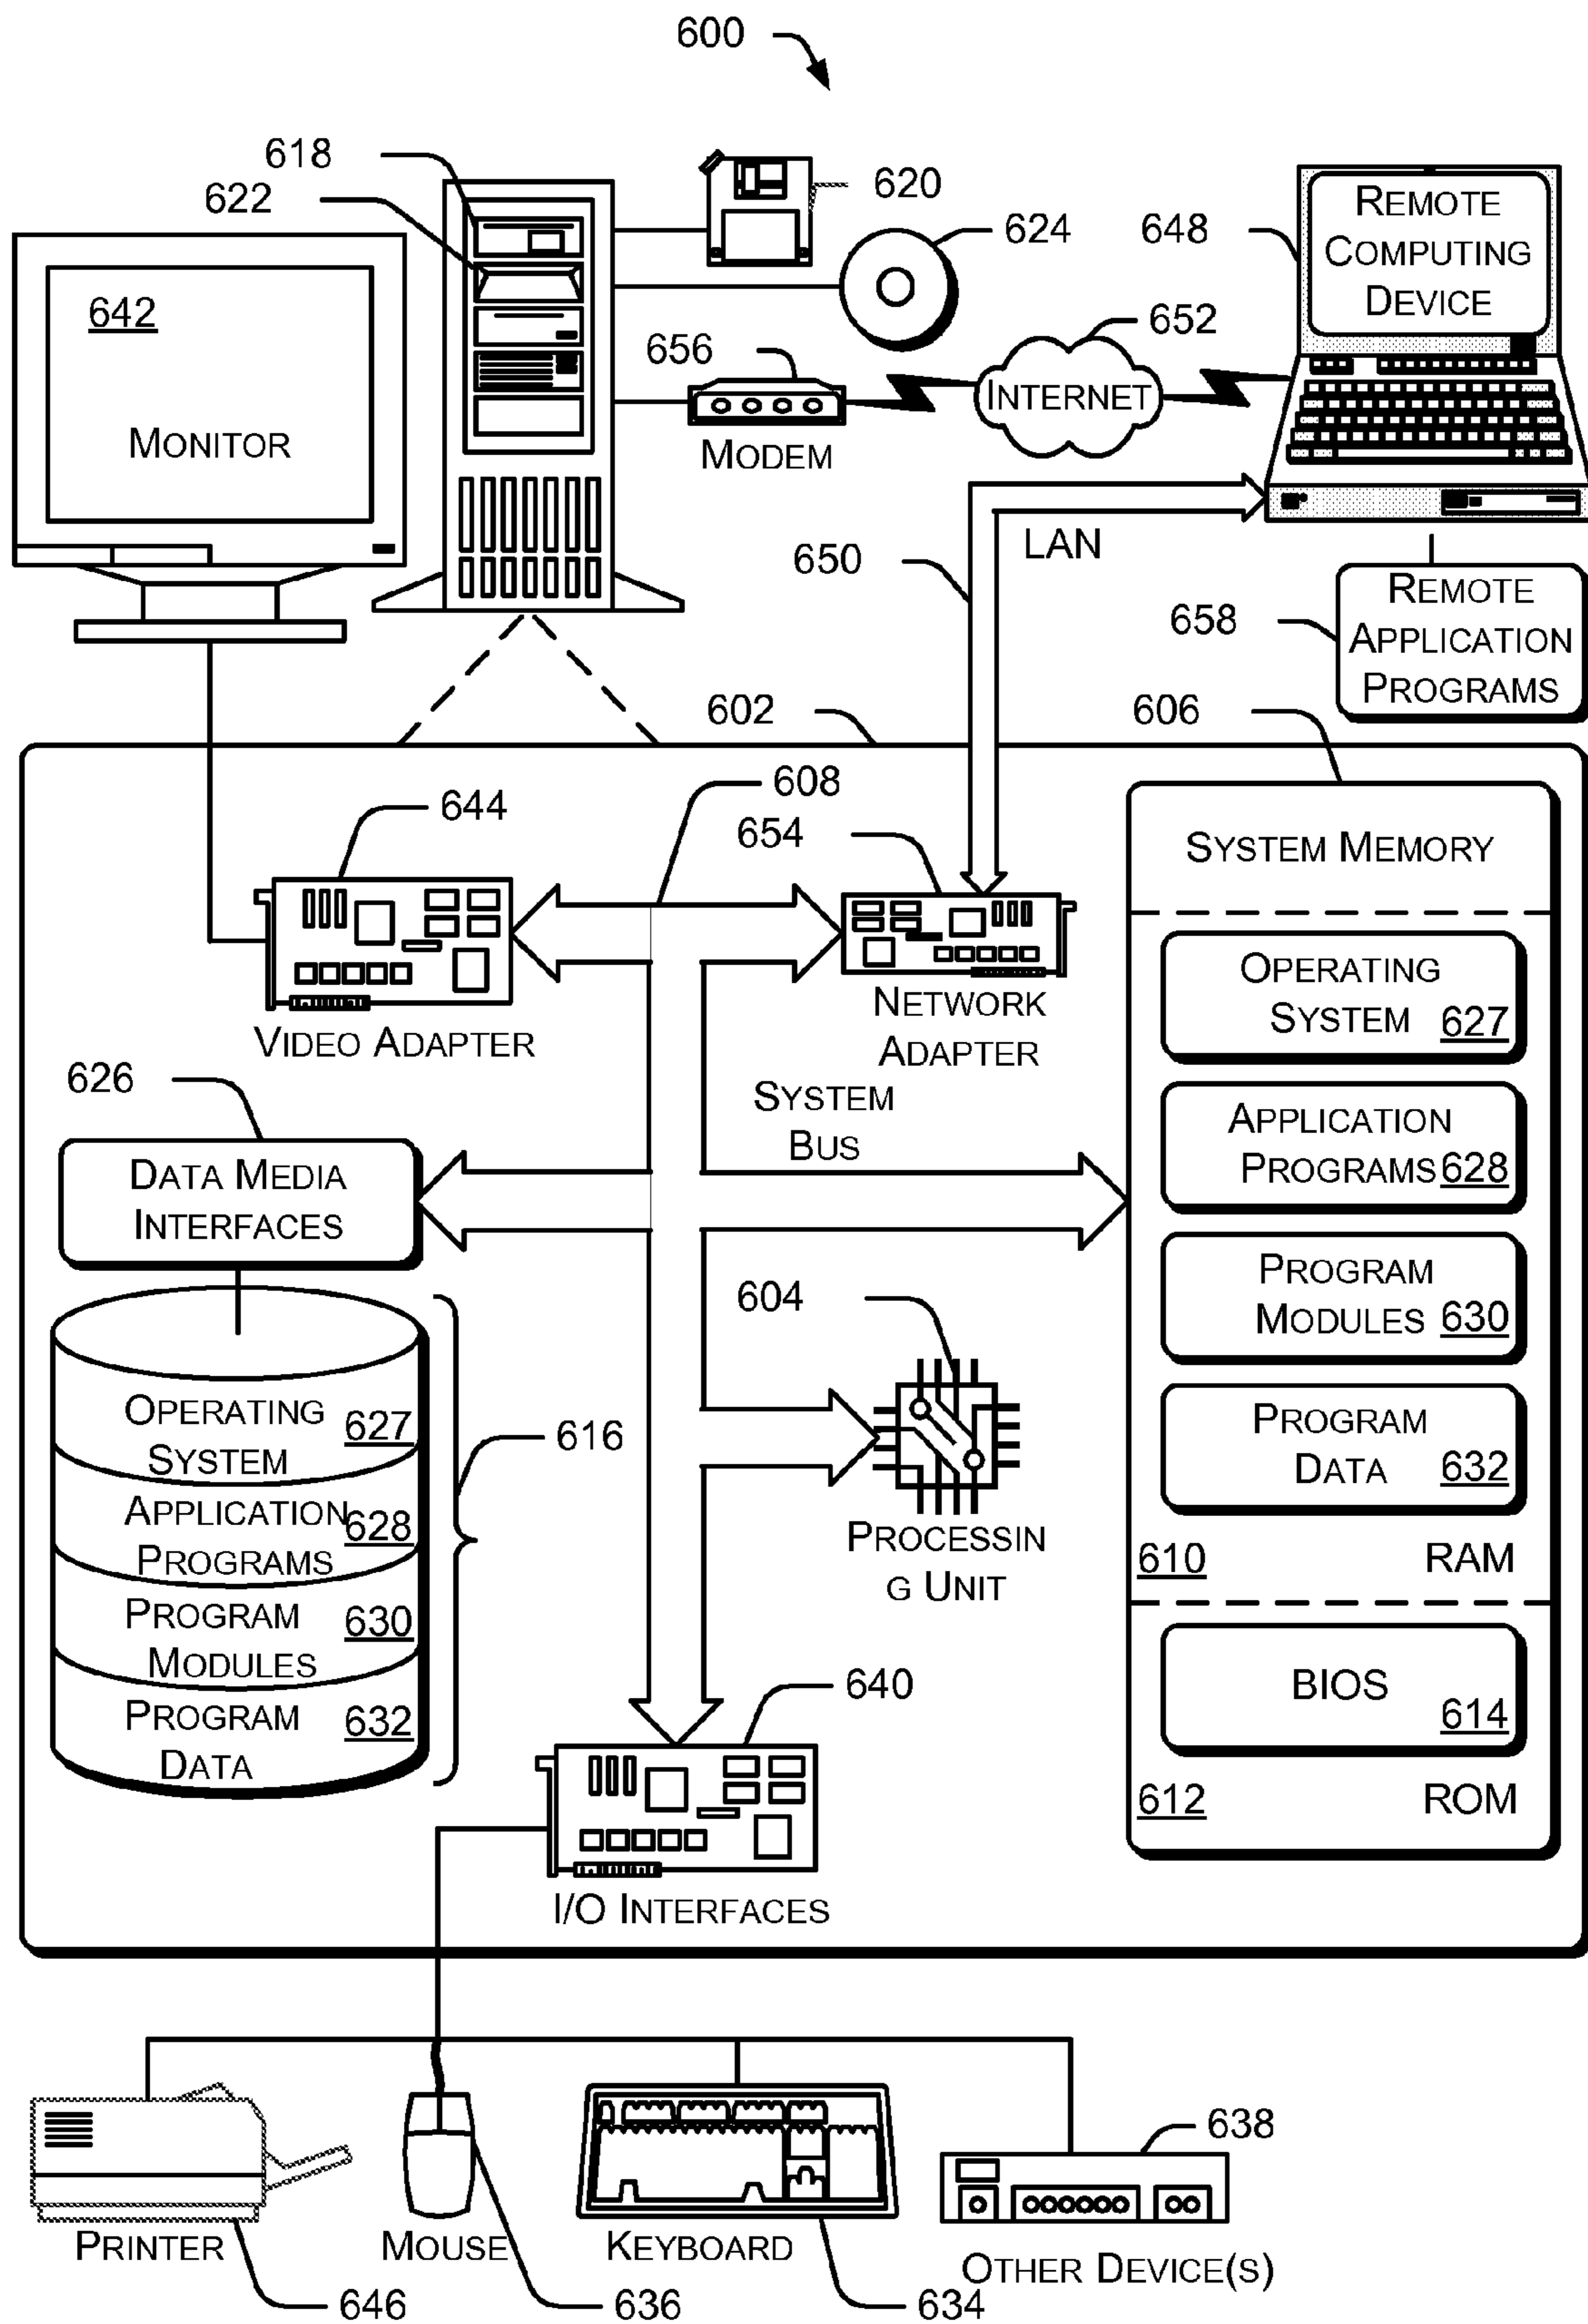 600
618
622
620
624
648
REMOTE
COMPUTING
DEVICE
642
MONITOR
656
MODEM
652
INTERNET
LAN
650
658
REMOTE
APPLICATION
PROGRAMS
602
606
608
644
654
SYSTEM MEMORY
VIDEO ADAPTER
NETWORK
ADAPTER
OPERATING
SYSTEM 627
626
SYSTEM
BUS
APPLICATION
PROGRAMS 628
DATA MEDIA
INTERFACES
PROGRAM
MODULES 630
604
PROGRAM
DATA 632
OPERATING
SYSTEM 627
616
APPLICATION
PROGRAMS 628
PROCESSIN
G UNIT
610 RAM
PROGRAM
MODULES 630
PROGRAM
DATA 632
640
BIOS
614
612 ROM
I/O INTERFACES
638
PRINTER
MOUSE
KEYBOARD
OTHER DEVICE(S)
646
636
634